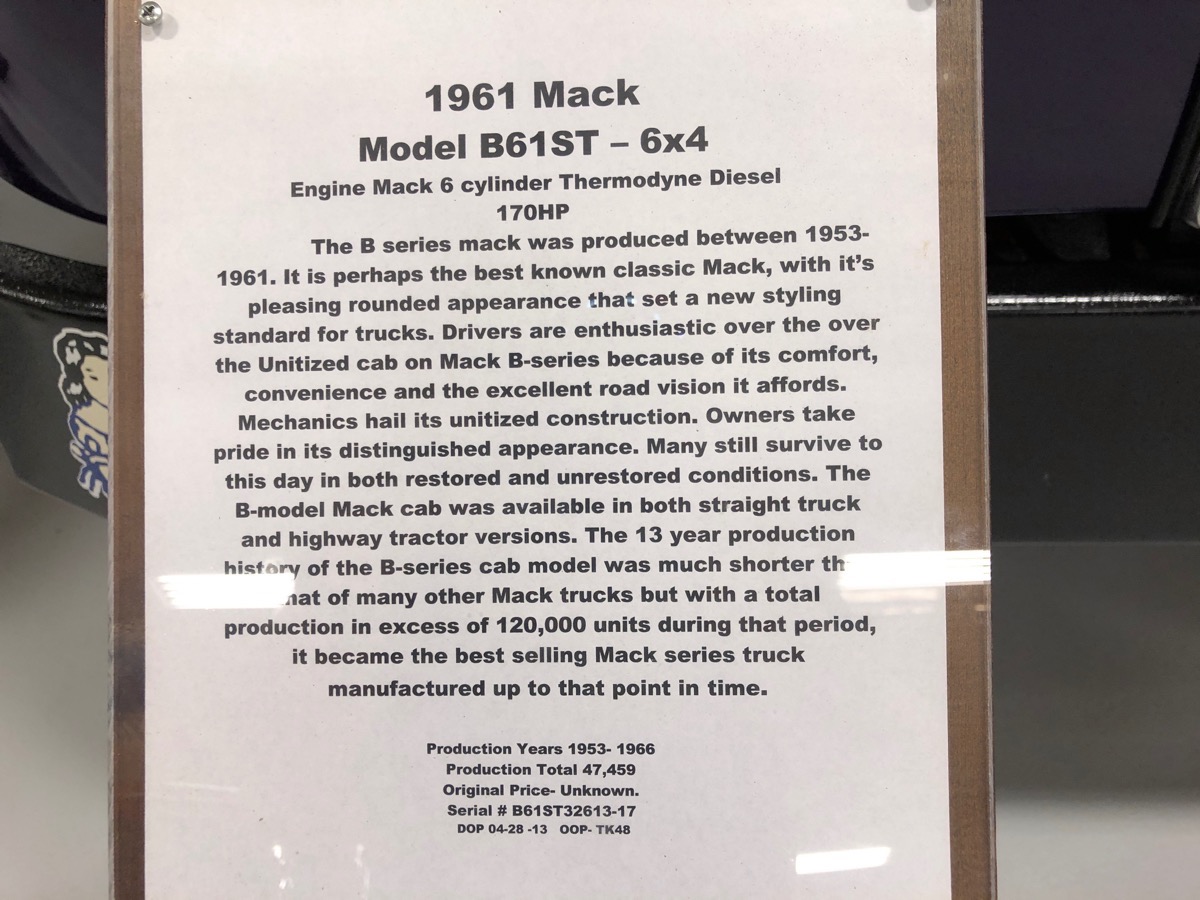 1961 Mack
Model B61ST – 6x4
Engine Mack 6 cylinder Thermodyne Diesel
170HP
The B series mack was produced between 1953-
1961. It is perhaps the best known classic Mack, with it’s
pleasing rounded appearance that set a new styling
standard for trucks. Drivers are enthusiastic over the over
the Unitized cab on Mack B-series because of its comfort,
convenience and the excellent road vision it affords.
Mechanics hail its unitized construction. Owners take
pride in its distinguished appearance. Many still survive to
this day in both restored and unrestored conditions. The
B-model Mack cab was available in both straight truck
and highway tractor versions. The 13 year production
history of the B-series cab model was much shorter
of many other Mack trucks but with a total
production in excess of 120,000 units during that period,
it became the best selling Mack series truck
manufactured up to that point in time.
Production Years 1953- 1966
Production Total 47,459
Original Price- Unknown.
Serial # B61ST32613-17
DOP 04-28 -13 OOP- TK48